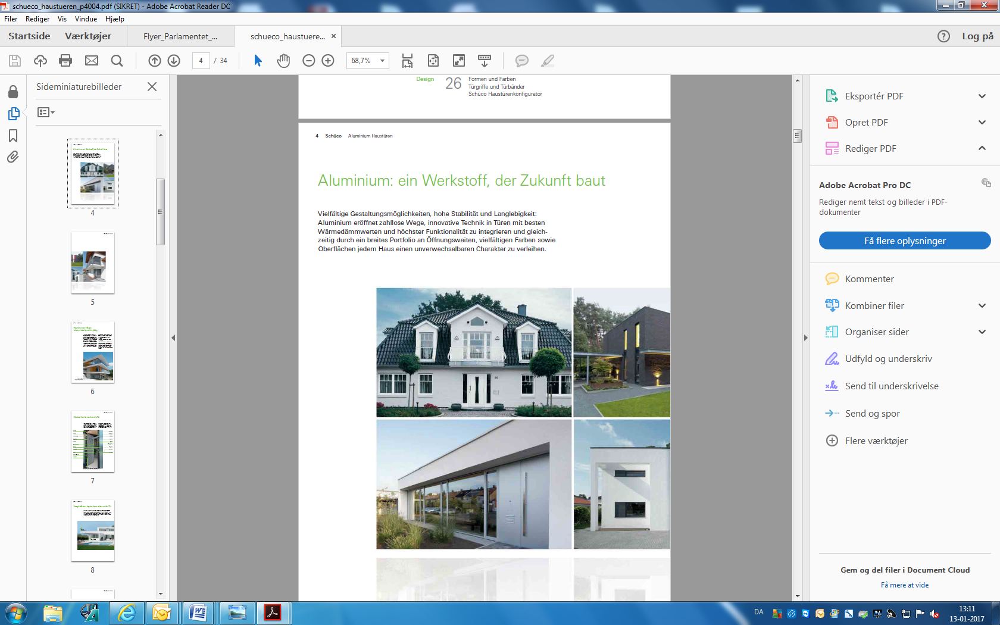 schueco_haustueren_p4004.pdf (SIKRET) - Adobe Acrobat Reader DC
Filer Rediger Vis Vindue Hjælp
Startside Værktøjer Flyer_Parlamentet_... schueco_haustuere... × Log på
4 / 34 68,7%
Sideminiaturebilleder
4
5
6
7
8
Design 26 Formen und Farben
Türgriffe und Türbänder
Schüco Haustürenkonfigurator
4 Schüco Aluminium Haustüren
Aluminium: ein Werkstoff, der Zukunft baut
Vielfältige Gestaltungsmöglichkeiten, hohe Stabilität und Langlebigkeit:
Aluminium eröffnet zahllose Wege, innovative Technik in Türen mit besten
Wärmedämmwerten und höchster Funktionalität zu integrieren und gleich-
zeitig durch ein breites Portfolio an Öffnungsweiten, vielfältigen Farben sowie
Oberflächen jedem Haus einen unverwechselbaren Charakter zu verleihen.
Eksportér PDF
Opret PDF
Rediger PDF
Adobe Acrobat Pro DC
Rediger nemt tekst og billeder i PDF-
dokumenter
Få flere oplysninger
Kommenter
Kombiner filer
Organiser sider
Udfyld og underskriv
Send til underskrivelse
Send og spor
Flere værktøjer
Gem og del filer i Document Cloud
Få mere at vide
DA
13:11
13-01-2017